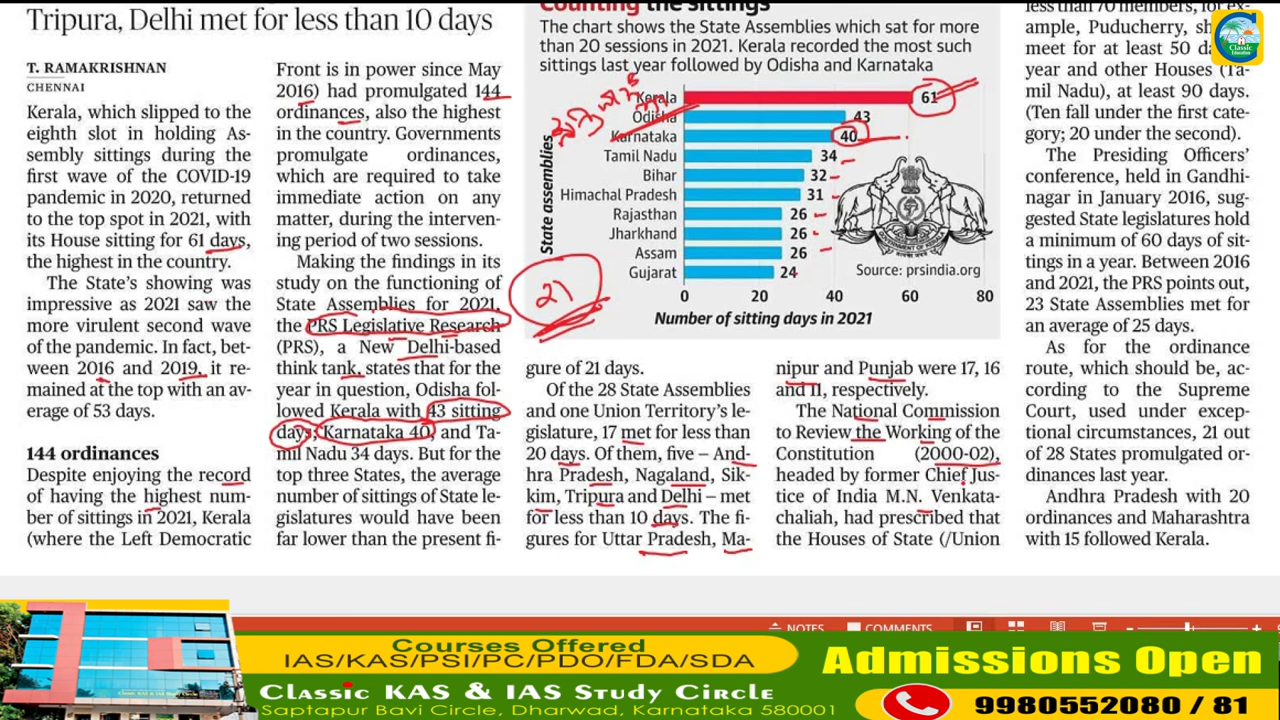 Tripura, Delhi met for less than 10 days
T. RAMAKRISHNAN
CHENNAI
Kerala, which slipped to the
eighth slot in holding As-
sembly sittings during the
first wave of the COVID-19
pandemic in 2020, returned
to the top spot in 2021, with
its House sitting for 61 days,
the highest in the country.
The State's showing was
impressive as 2021 saw the
more virulent second wave
of the pandemic. In fact, bet-
ween 2016 and 2019, it re-
mained at the top with an av-
erage of 53 days.
144 ordinances
Despite enjoying the record
of having the highest num-
ber of sittings in 2021, Kerala
(where the Left Democratic
Front is in power since May
2016) had promulgated 144
ordinances, also the highest
in the country. Governments
promulgate ordinances,
which are required to take
immediate action on any
matter, during the interven-
ing period of two sessions.
Making the findings in its
study on the functioning of
State Assemblies for 2021,
the PRS Legislative Research
(PRS), a New Delhi-based
think tank, states that for the
year in question, Odisha fol-
lowed Kerala with 43 sitting
days, Karnataka 40, and Ta-
mil Nadu 34 days. But for the
top three States, the average
number of sittings of State le-
gislatures would have been
far lower than the present fi-
Counting the sittings
The chart shows the State Assemblies which sat for more
than 20 sessions in 2021. Kerala recorded the most such
sittings last year followed by Odisha and Karnataka
State assemblies
Kerala 61
Odisha 43
Karnataka 40
Tamil Nadu 34
Bihar 32
Himachal Pradesh 31
Rajasthan 26
Jharkhand 26
Assam 26
Gujarat 24
Source: prsindia.org
0 20 40 60 80
Number of sitting days in 2021
21
gure of 21 days.
Of the 28 State Assemblies
and one Union Territory's le-
gislature, 17 met for less than
20 days. Of them, five – And-
hra Pradesh, Nagaland, Sik-
kim, Tripura and Delhi – met
for less than 10 days. The fi-
gures for Uttar Pradesh, Ma-
nipur and Punjab were 17, 16
and 11, respectively.
The National Commission
to Review the Working of the
Constitution (2000-02),
headed by former Chief Jus-
tice of India M.N. Venkata-
chaliah, had prescribed that
the Houses of State (/Union
less than 70 members, for ex-
ample, Puducherry, 
meet for at least 50
year and other Houses (Ta-
mil Nadu), at least 90 days.
(Ten fall under the first cate-
gory; 20 under the second).
The Presiding Officers'
conference, held in Gandhi-
nagar in January 2016, sug-
gested State legislatures hold
a minimum of 60 days of sit-
tings in a year. Between 2016
and 2021, the PRS points out,
23 State Assemblies met for
an average of 25 days.
As for the ordinance
route, which should be, ac-
cording to the Supreme
Court, used under excep-
tional circumstances, 21 out
of 28 States promulgated or-
dinances last year.
Andhra Pradesh with 20
ordinances and Maharashtra
with 15 followed Kerala.
Classic
Education
NOTES COMMENTS
Courses Offered
IAS/KAS/PSI/PC/PDO/FDA/SDA
Classic KAS & IAS Study Circle
Saptapur Bavi Circle, Dharwad, Karnataka 580001
Admissions Open
9980552080 / 81